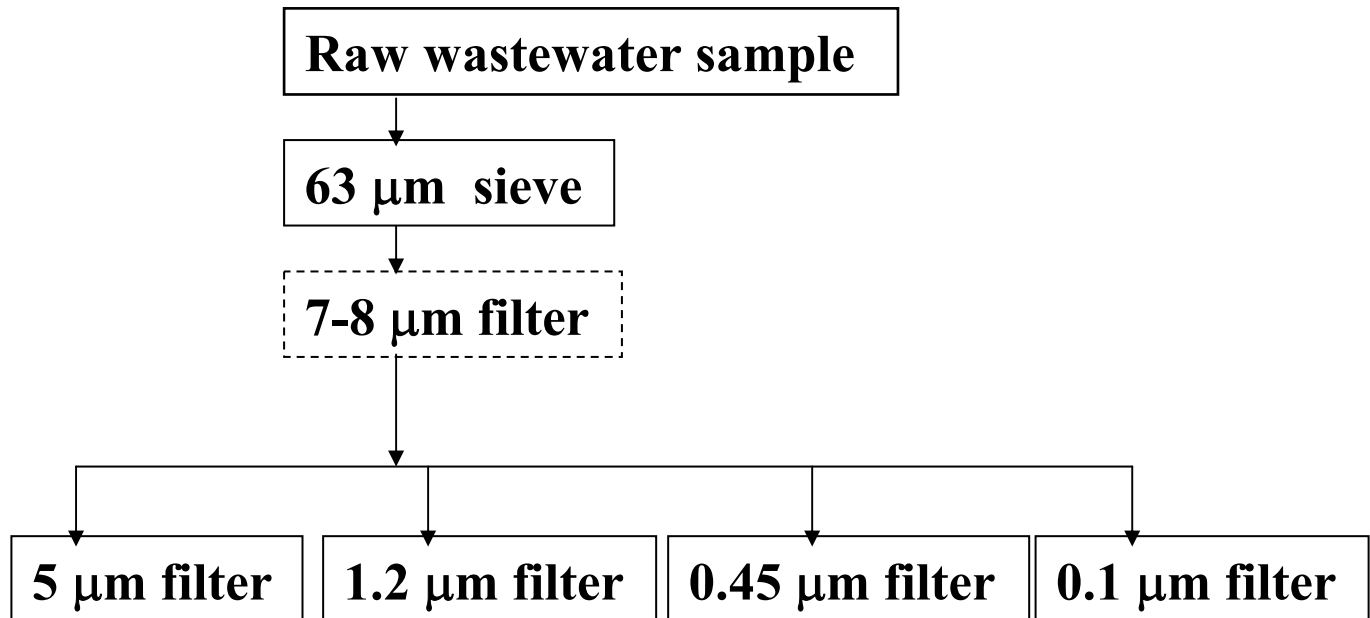 Raw wastewater sample
63 μm sieve
7-8 μm filter
5 μm filter
1.2 μm filter
0.45 μm filter
0.1 μm filter